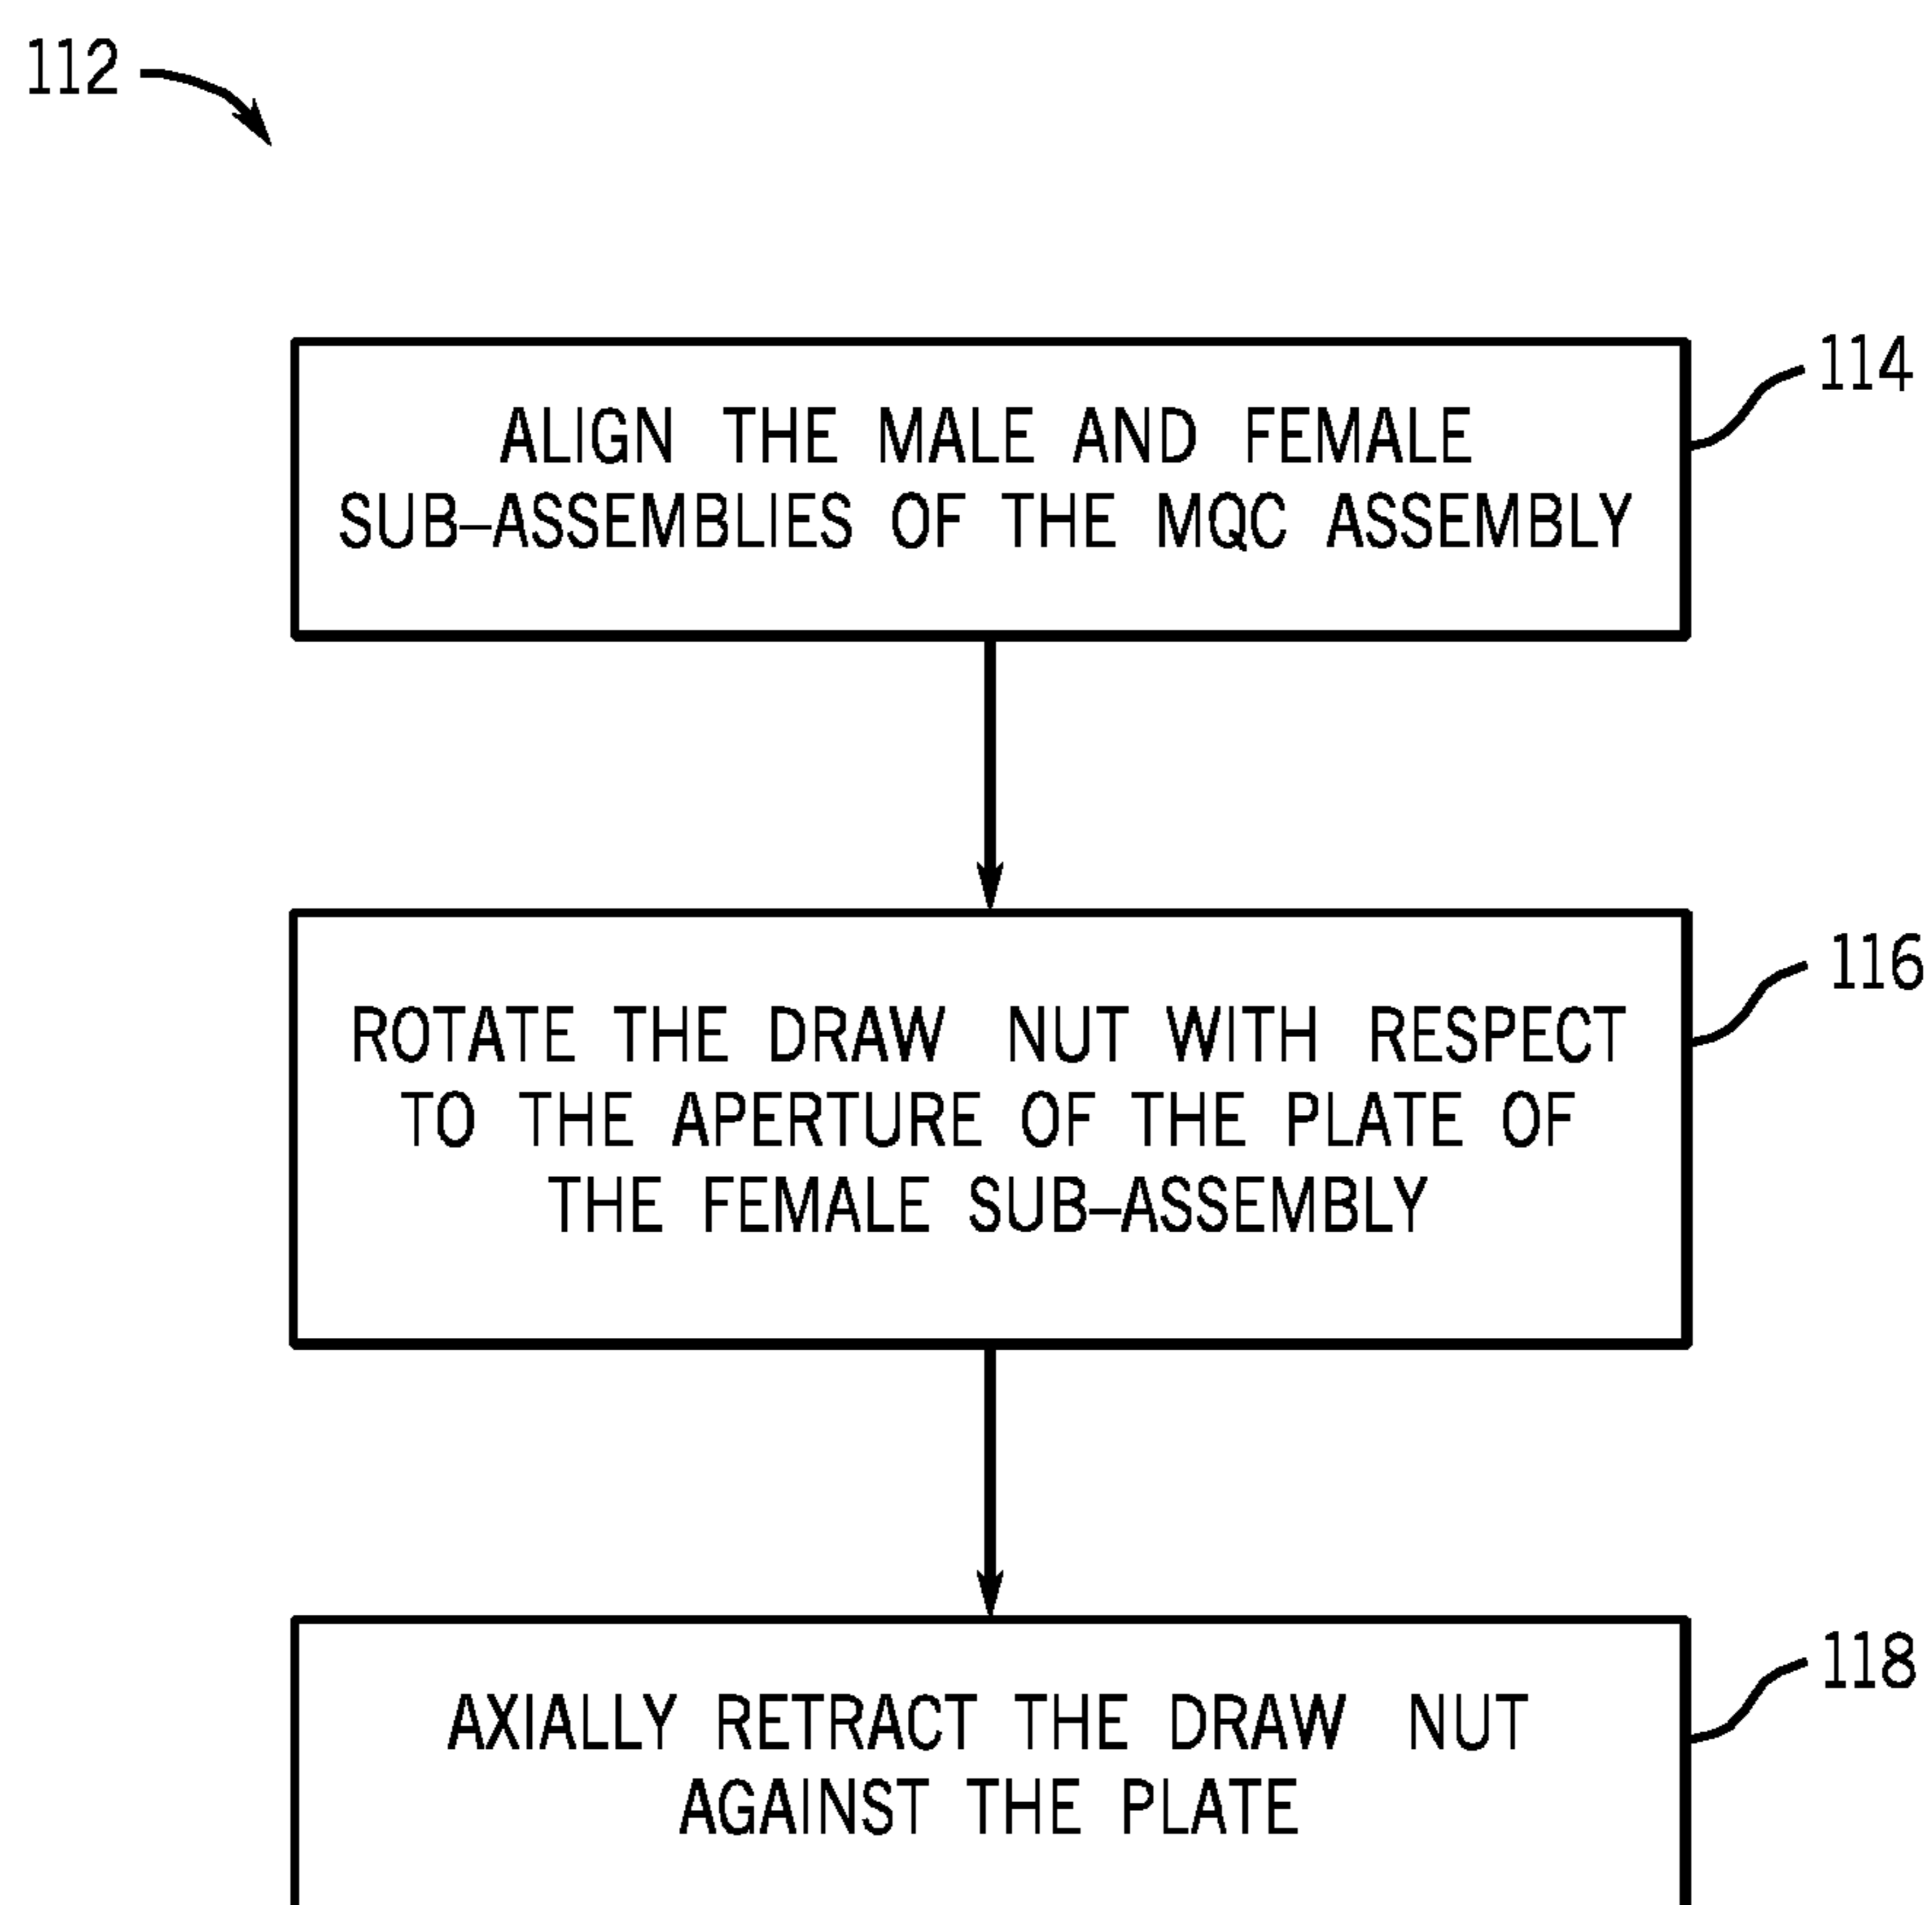 112
114
ALIGN THE MALE AND FEMALE
SUB-ASSEMBLIES OF THE MQC ASSEMBLY
116
ROTATE THE DRAW NUT WITH RESPECT
TO THE APERTURE OF THE PLATE OF
THE FEMALE SUB-ASSEMBLY
118
AXIALLY RETRACT THE DRAW NUT
AGAINST THE PLATE